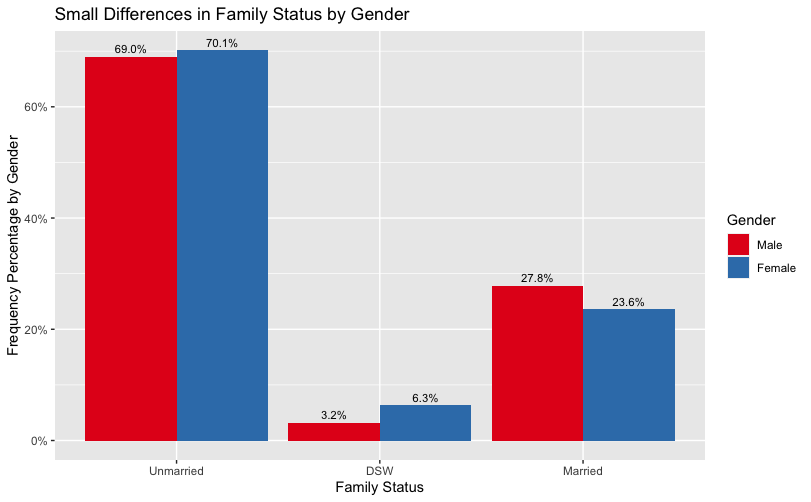 Small Differences in Family Status by Gender
Frequency Percentage by Gender
60%
40%
20%
0%
69.0%
70.1%
3.2%
6.3%
27.8%
23.6%
Unmarried
DSW
Married
Family Status
Gender
Male
Female